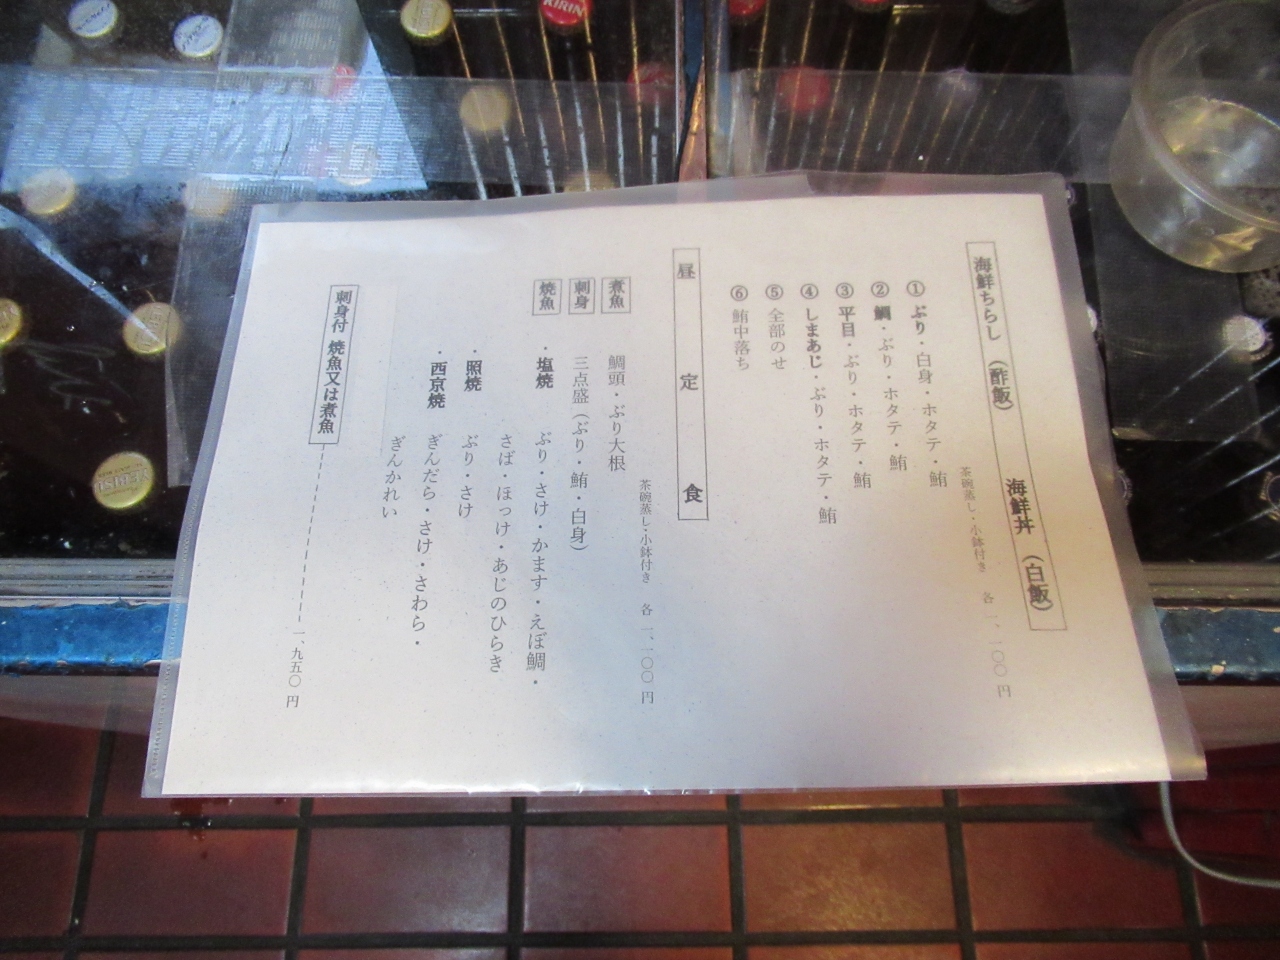 海鮮ちらし(酢飯) 海鮮丼(白飯)
茶碗蒸し・小鉢付き 各 一、一〇〇円
①ぶり・白身・ホタテ・鮪
②鯛・ぶり・ホタテ・鮪
③平目・ぶり・ホタテ・鮪
④しまあじ・ぶり・ホタテ・鮪
⑤全部のせ
⑥鮪中落ち
昼定食
茶碗蒸し・小鉢付き 各 一、一〇〇円
煮魚 鯛頭・ぶり大根
刺身 三点盛(ぶり・鮪・白身)
焼魚 ・塩焼 ぶり・さけ・かます・えぼ鯛・
さば・ほっけ・あじのひらき
・照焼 ぶり・さけ
・西京焼 ぎんだら・さけ・さわら・
ぎんかれい
刺身付 焼魚又は煮魚 一、九五〇円
KIRIN
YEBISU